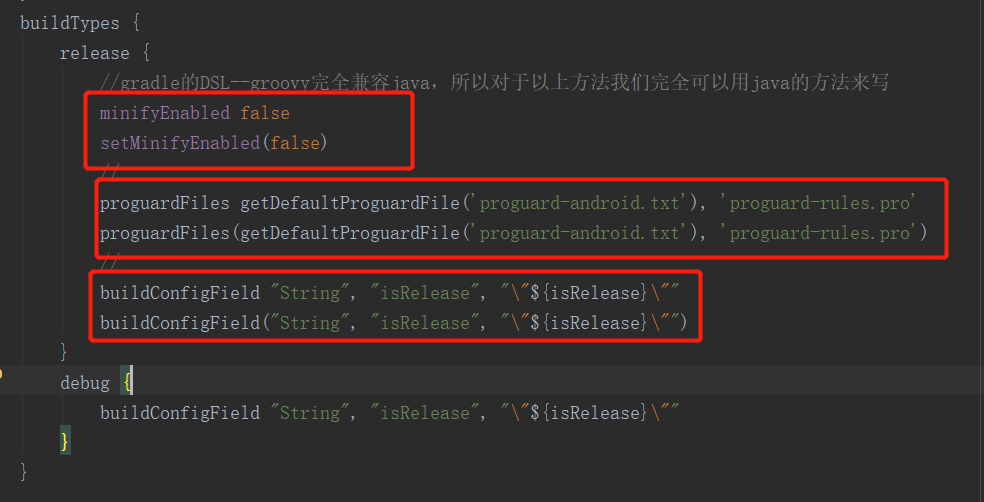 buildTypes {
release {
//gradle的DSL--groovy完全兼容java，所以对于以上方法我们完全可以用java的方法来写
minifyEnabled false
setMinifyEnabled(false)
//
proguardFiles getDefaultProguardFile('proguard-android.txt'), 'proguard-rules.pro'
proguardFiles(getDefaultProguardFile('proguard-android.txt'), 'proguard-rules.pro')
//
buildConfigField "String", "isRelease", "\"${isRelease}\""
buildConfigField("String", "isRelease", "\"${isRelease}\"")
}
debug {
buildConfigField "String", "isRelease", "\"${isRelease}\""
}
}